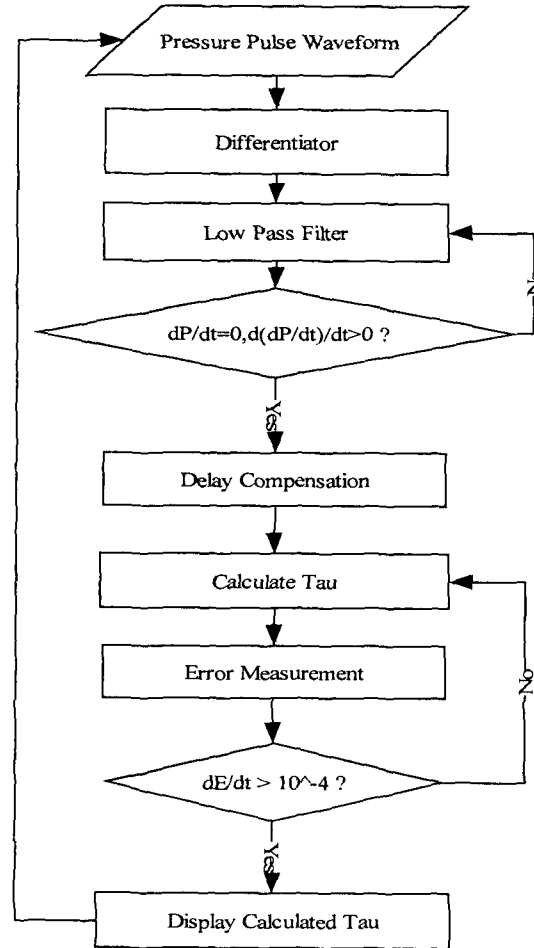 Pressure Pulse Waveform
Differentiator
Low Pass Filter
N
dP/dt=0,d(dP/dt)/dt>0 ?
Yes
Delay Compensation
Calculate Tau
Error Measurement
No
dE/dt > 10^-4 ?
Yes
Display Calculated Tau